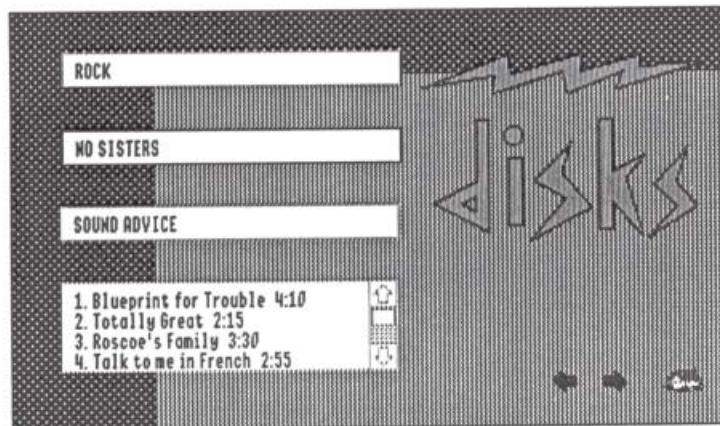 ROCK
disks
NO SISTERS
SOUND ADVICE
1. Blueprint for Trouble 4:10
2. Totally Great 2:15
3. Roscoe's Family 3:30
4. Talk to me in French 2:55